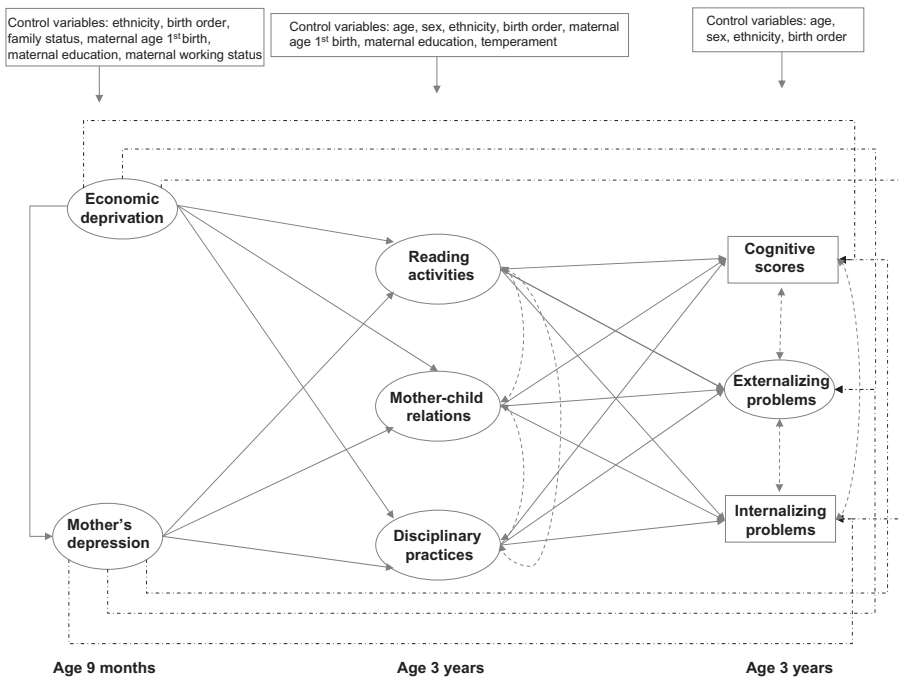 Control variables: ethnicity, birth order,
family status, maternal age 1st birth,
maternal education, maternal working status
Control variables: age, sex, ethnicity, birth order, maternal
age 1st birth, maternal education, temperament
Control variables: age,
sex, ethnicity, birth order
Economic
deprivation
Reading
activities
Cognitive
scores
Mother-child
relations
Externalizing
problems
Mother's
depression
Disciplinary
practices
Internalizing
problems
Age 9 months
Age 3 years
Age 3 years